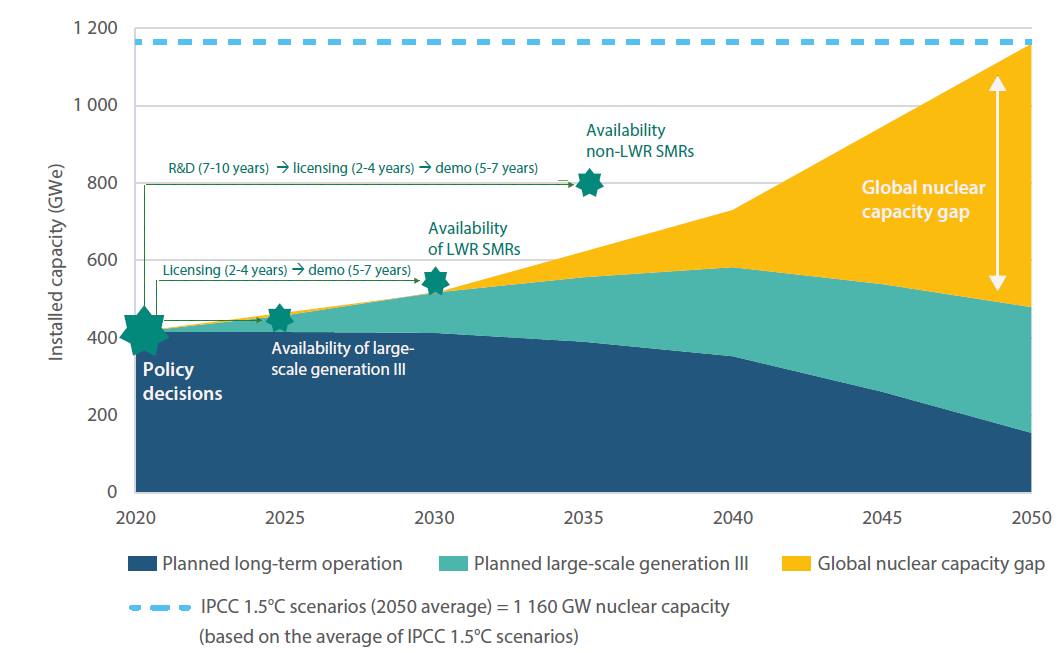 1 200
1 000
800
600
400
200
0
Installed capacity (GWe)
Availability
non-LWR SMRs
R&D (7-10 years) → licensing (2-4 years) → demo (5-7 years)
Global nuclear
capacity gap
Availability
of LWR SMRs
Licensing (2-4 years) → demo (5-7 years)
Availability of large-
scale generation III
Policy
decisions
2020 2025 2030 2035 2040 2045 2050
Planned long-term operation Planned large-scale generation III Global nuclear capacity gap
IPCC 1.5°C scenarios (2050 average) = 1 160 GW nuclear capacity
(based on the average of IPCC 1.5°C scenarios)